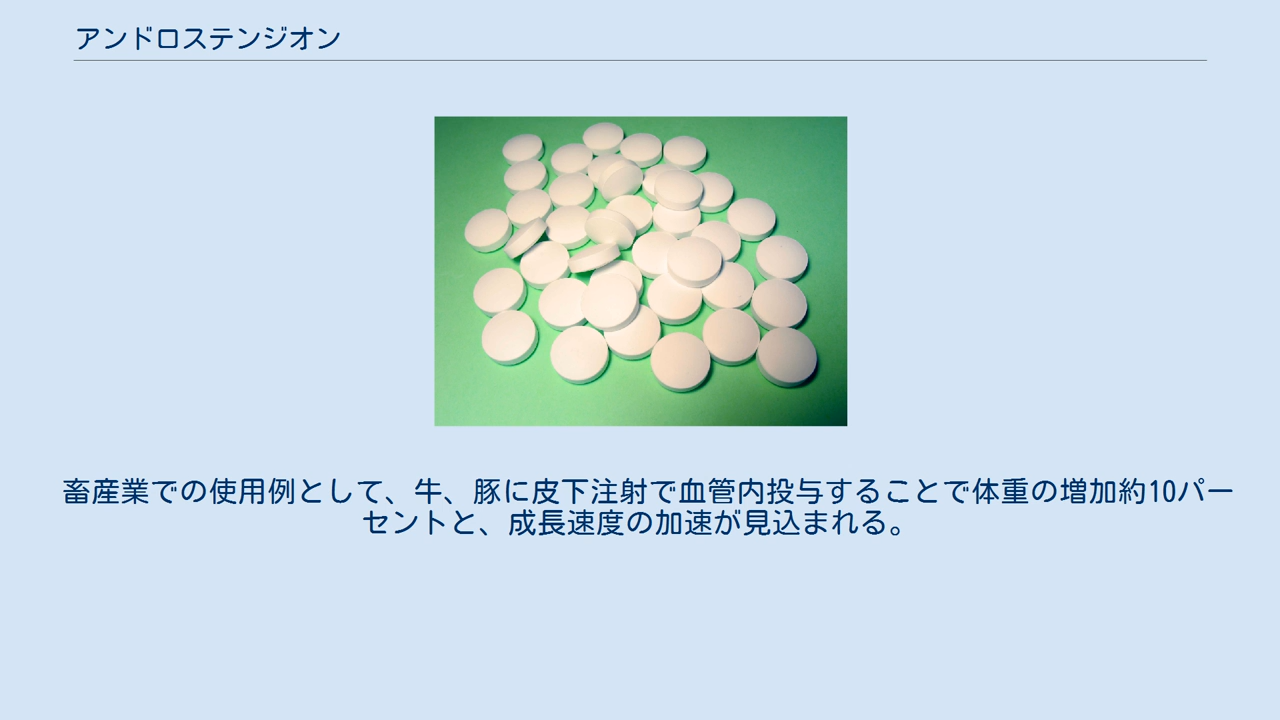 アンドロステンジオン
畜産業での使用例として、牛、豚に皮下注射で血管内投与することで体重の増加約10パー
セントと、成長速度の加速が見込まれる。